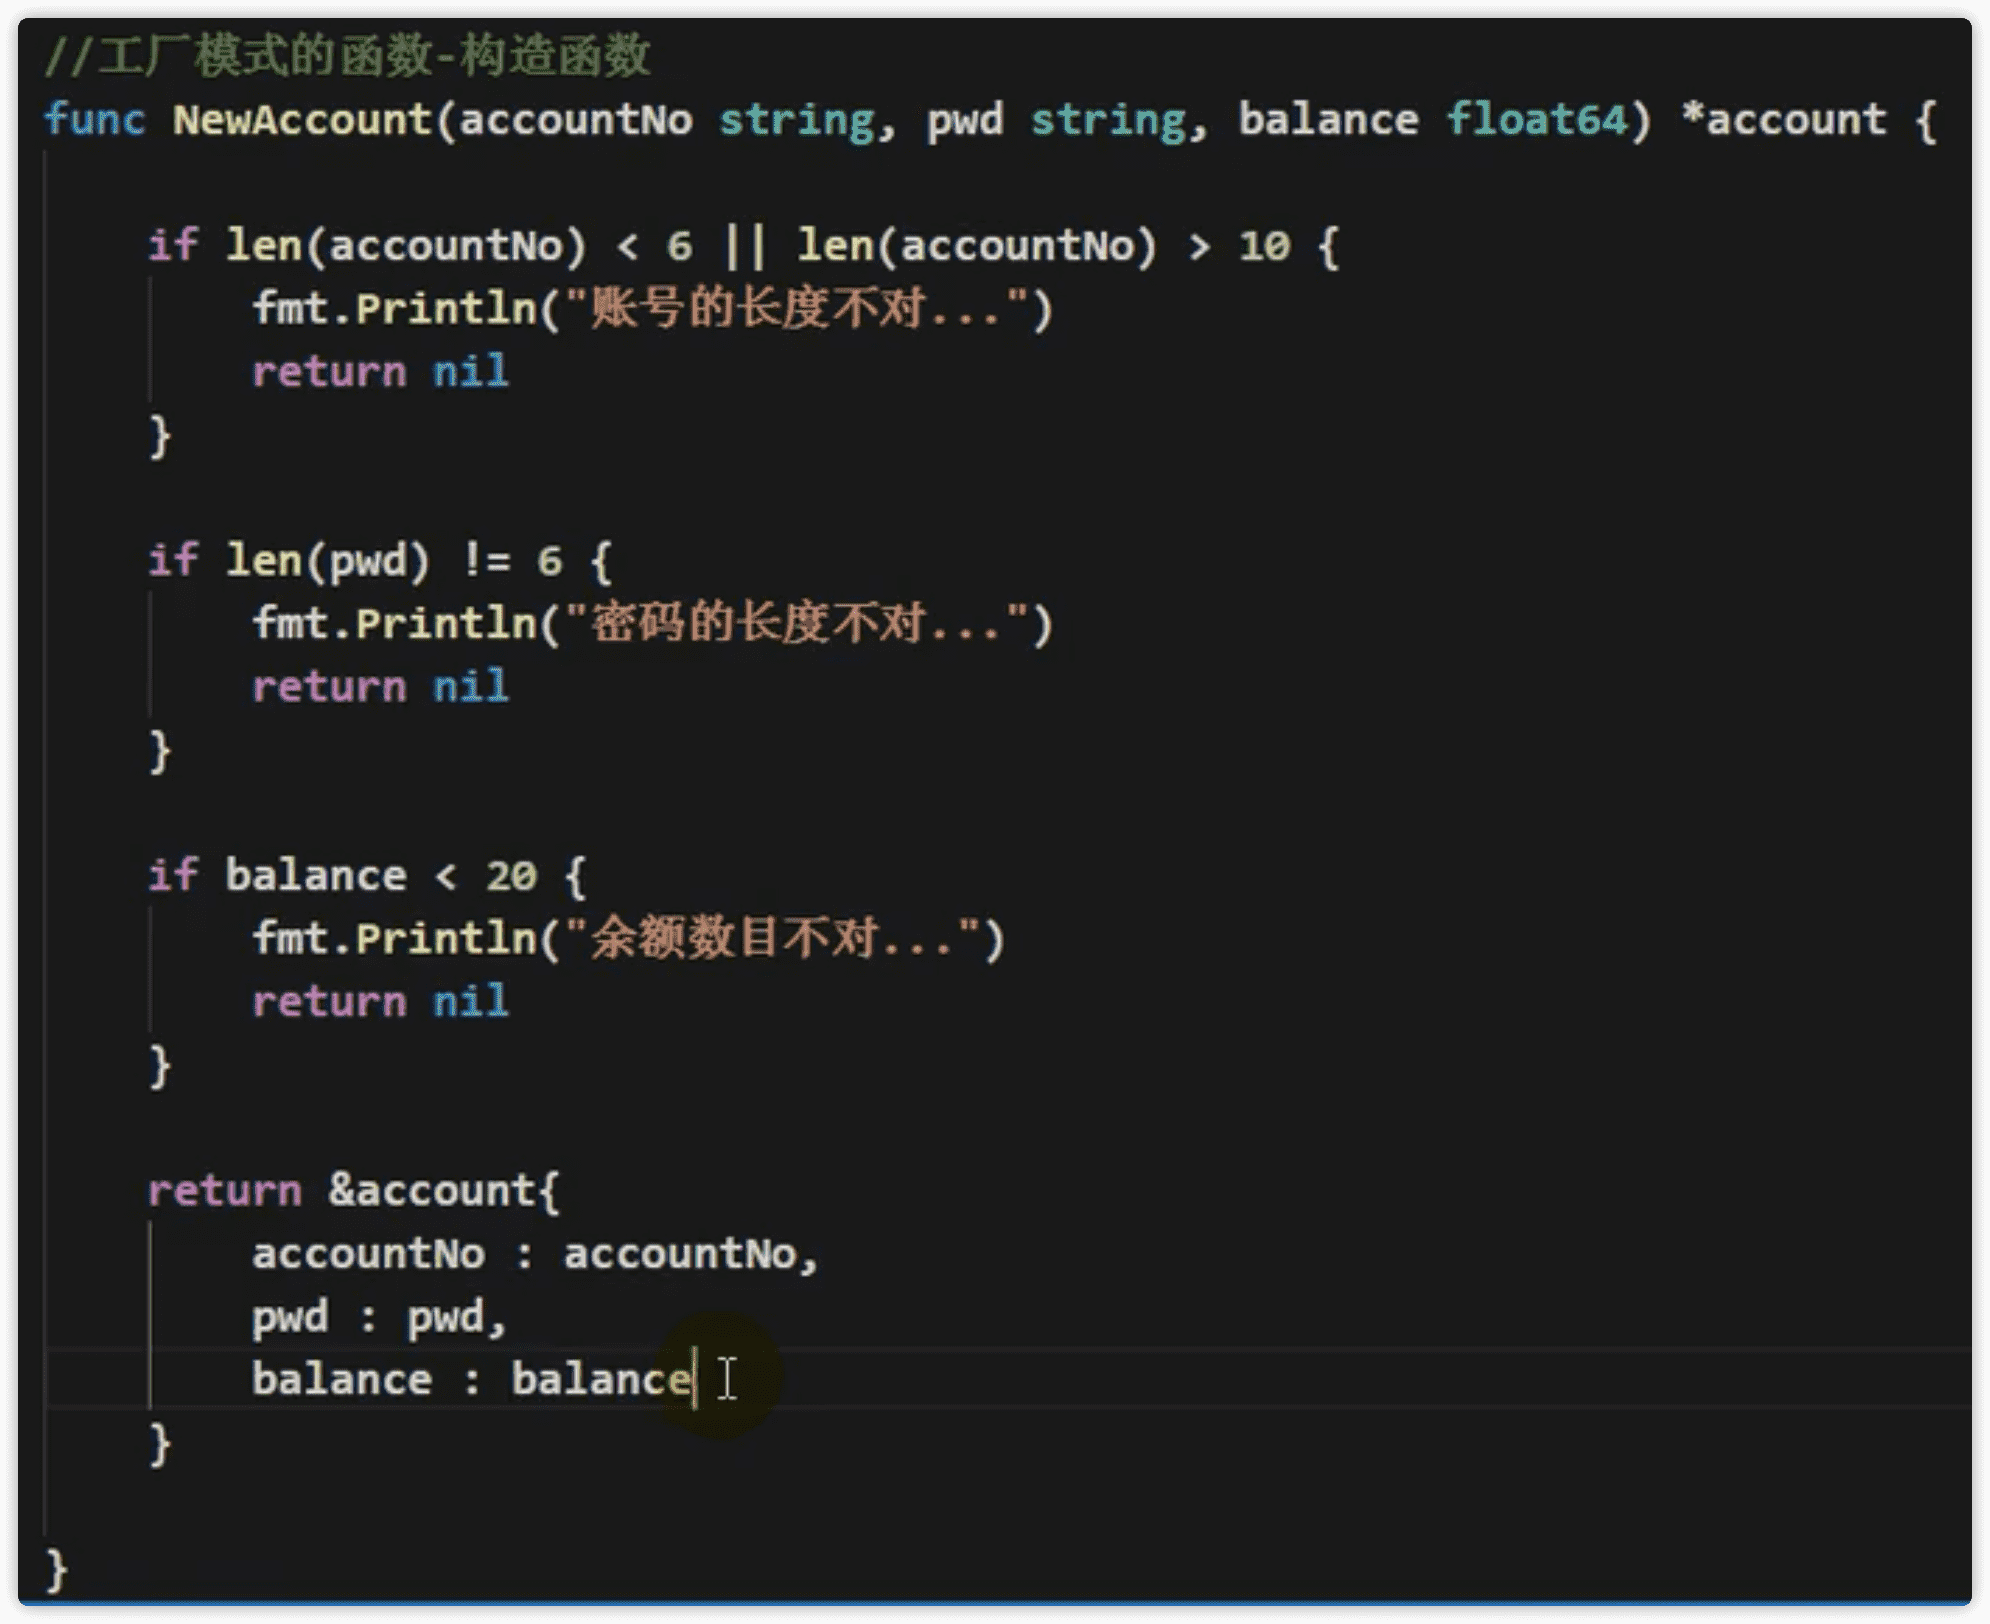 //工厂模式的函数-构造函数
func NewAccount(accountNo string, pwd string, balance float64) *account {
if len(accountNo) < 6 || len(accountNo) > 10 {
fmt.Println("账号的长度不对...")
return nil
}
if len(pwd) != 6 {
fmt.Println("密码的长度不对...")
return nil
}
if balance < 20 {
fmt.Println("余额数目不对...")
return nil
}
return &account{
accountNo : accountNo,
pwd : pwd,
balance : balance
}
}